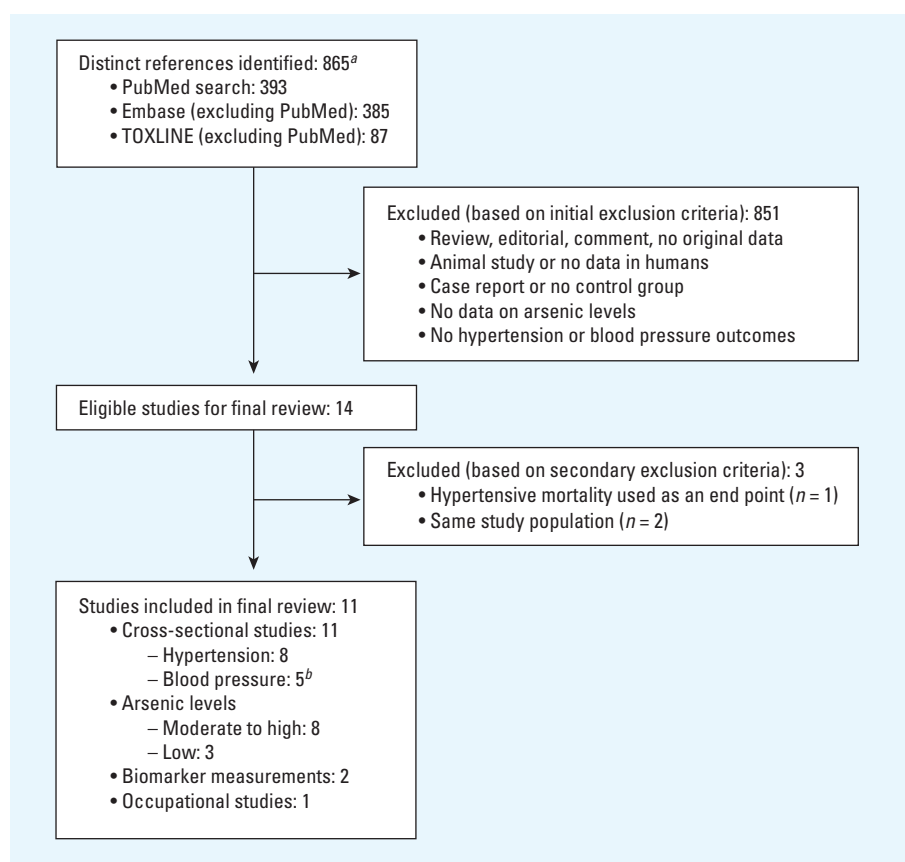 Distinct references identified: 865a
• PubMed search: 393
• Embase (excluding PubMed): 385
• TOXLINE (excluding PubMed): 87
Excluded (based on initial exclusion criteria): 851
• Review, editorial, comment, no original data
• Animal study or no data in humans
• Case report or no control group
• No data on arsenic levels
• No hypertension or blood pressure outcomes
Eligible studies for final review: 14
Excluded (based on secondary exclusion criteria): 3
• Hypertensive mortality used as an end point (n = 1)
• Same study population (n = 2)
Studies included in final review: 11
• Cross-sectional studies: 11
– Hypertension: 8
– Blood pressure: 5b
• Arsenic levels
– Moderate to high: 8
– Low: 3
• Biomarker measurements: 2
• Occupational studies: 1